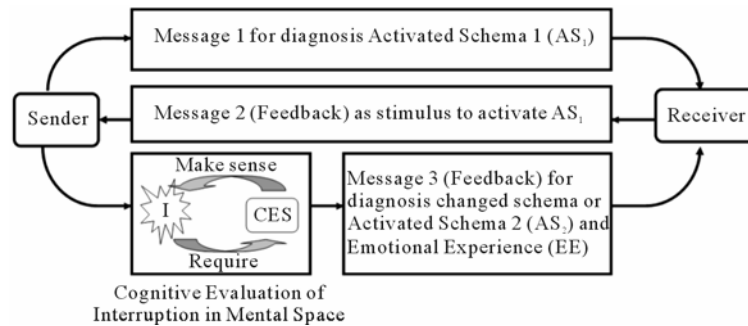 Message 1 for diagnosis Activated Schema 1 (AS₁)
Sender
Message 2 (Feedback) as stimulus to activate AS₁
Receiver
Make sense
I
CES
Require
Message 3 (Feedback) for
diagnosis changed schema or
Activated Schema 2 (AS₂) and
Emotional Experience (EE)
Cognitive Evaluation of
Interruption in Mental Space